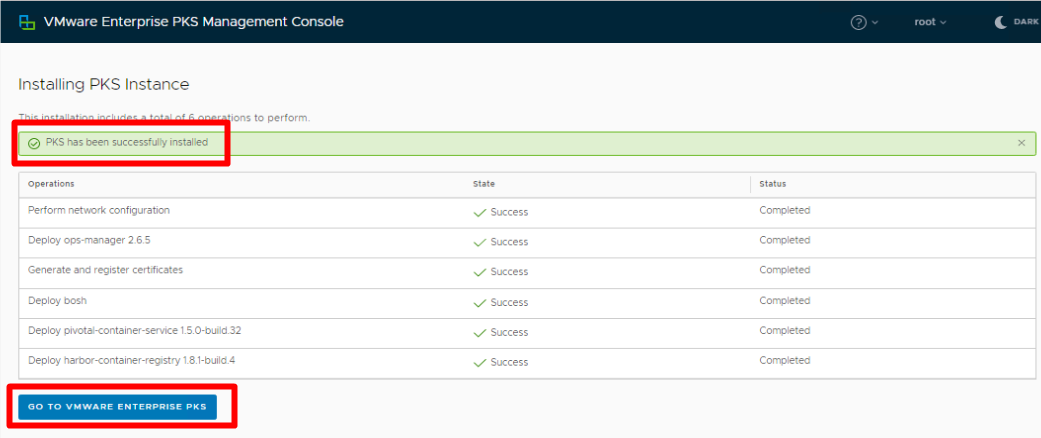 VMware Enterprise PKS Management Console
? root DARK
Installing PKS Instance
This installating includes a total of 6 operations to perform.
PKS has been successfully installed
Operations State Status
Perform network configuration Success Completed
Deploy ops-manager 2.6.5 Success Completed
Generate and register certificates Success Completed
Deploy bosh Success Completed
Deploy pivotal-container-service 1.5.0-build.32 Success Completed
Deploy harbor-container-registry 1.8.1-build.4 Success Completed
GO TO VMWARE ENTERPRISE PKS